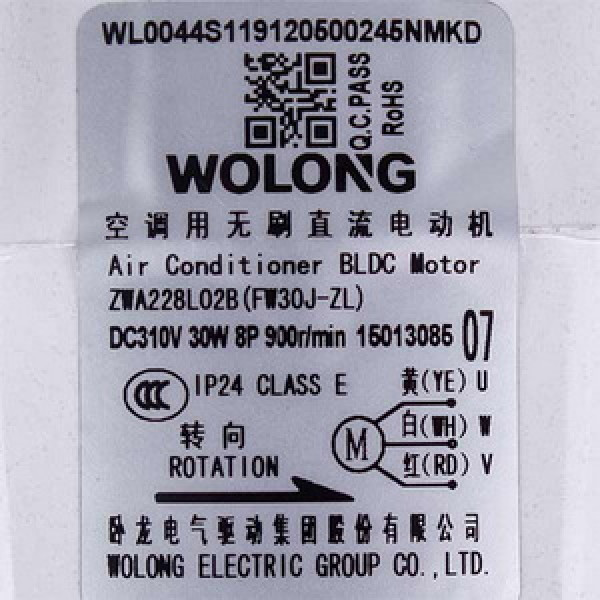 WL0044S119120500245NMKD
Q.C.PASS
RoHS
WOLONG
空调用无刷直流电动机
Air Conditioner BLDC Motor
ZWA228L02B(FW30J-ZL)
DC310V 30W 8P 900r/min 15013085 07
IP24 CLASS E
黄(YE) U
白(WH) W
红(RD) V
M
转向
ROTATION
卧龙电气驱动集团股份有限公司
WOLONG ELECTRIC GROUP CO.,LTD.